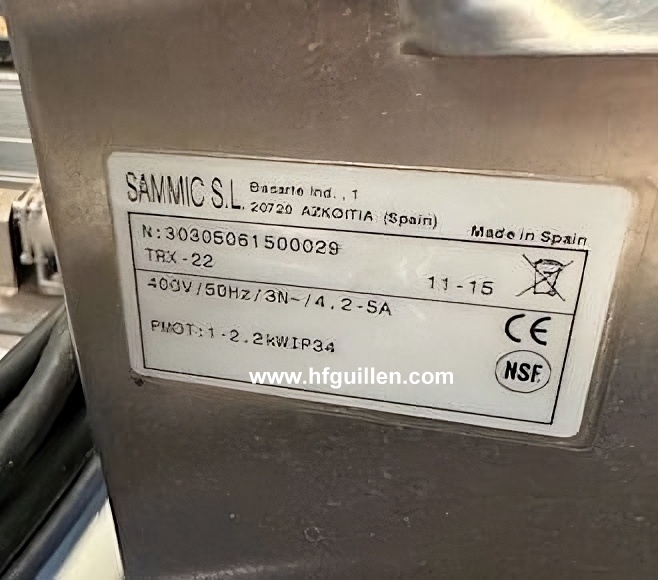 SAMMIC S.L. Basarte Ind., 1
20720 AZKOITIA (Spain)
Made in Spain
N:30305061500029
TRX-22
11-15
400V/50Hz/3N~/4.2-5A
CE
PMOT:1-2.2kWIP34
NSF
www.hfguillen.com